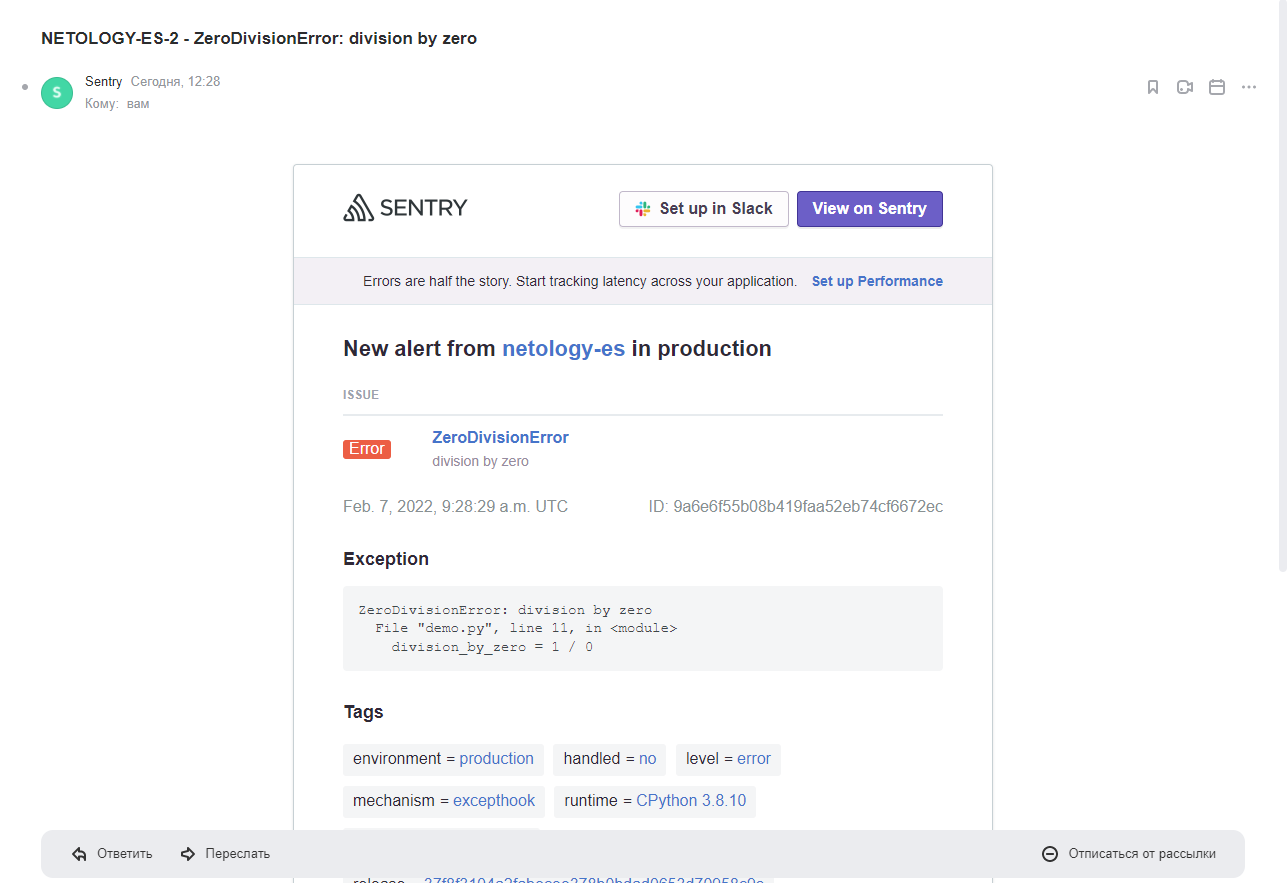 NETOLOGY-ES-2 - ZeroDivisionError: division by zero
S
Sentry Сегодня, 12:28
Кому: вам
SENTRY
Set up in Slack
View on Sentry
Errors are half the story. Start tracking latency across your application. Set up Performance
New alert from netology-es in production
ISSUE
Error
ZeroDivisionError
division by zero
Feb. 7, 2022, 9:28:29 a.m. UTC
ID: 9a6e6f55b08b419faa52eb74cf6672ec
Exception
ZeroDivisionError: division by zero
File "demo.py", line 11, in <module>
division_by_zero = 1 / 0
Tags
environment = production handled = no level = error
mechanism = excepthook runtime = CPython 3.8.10
Ответить Переслать Отписаться от рассылки
release